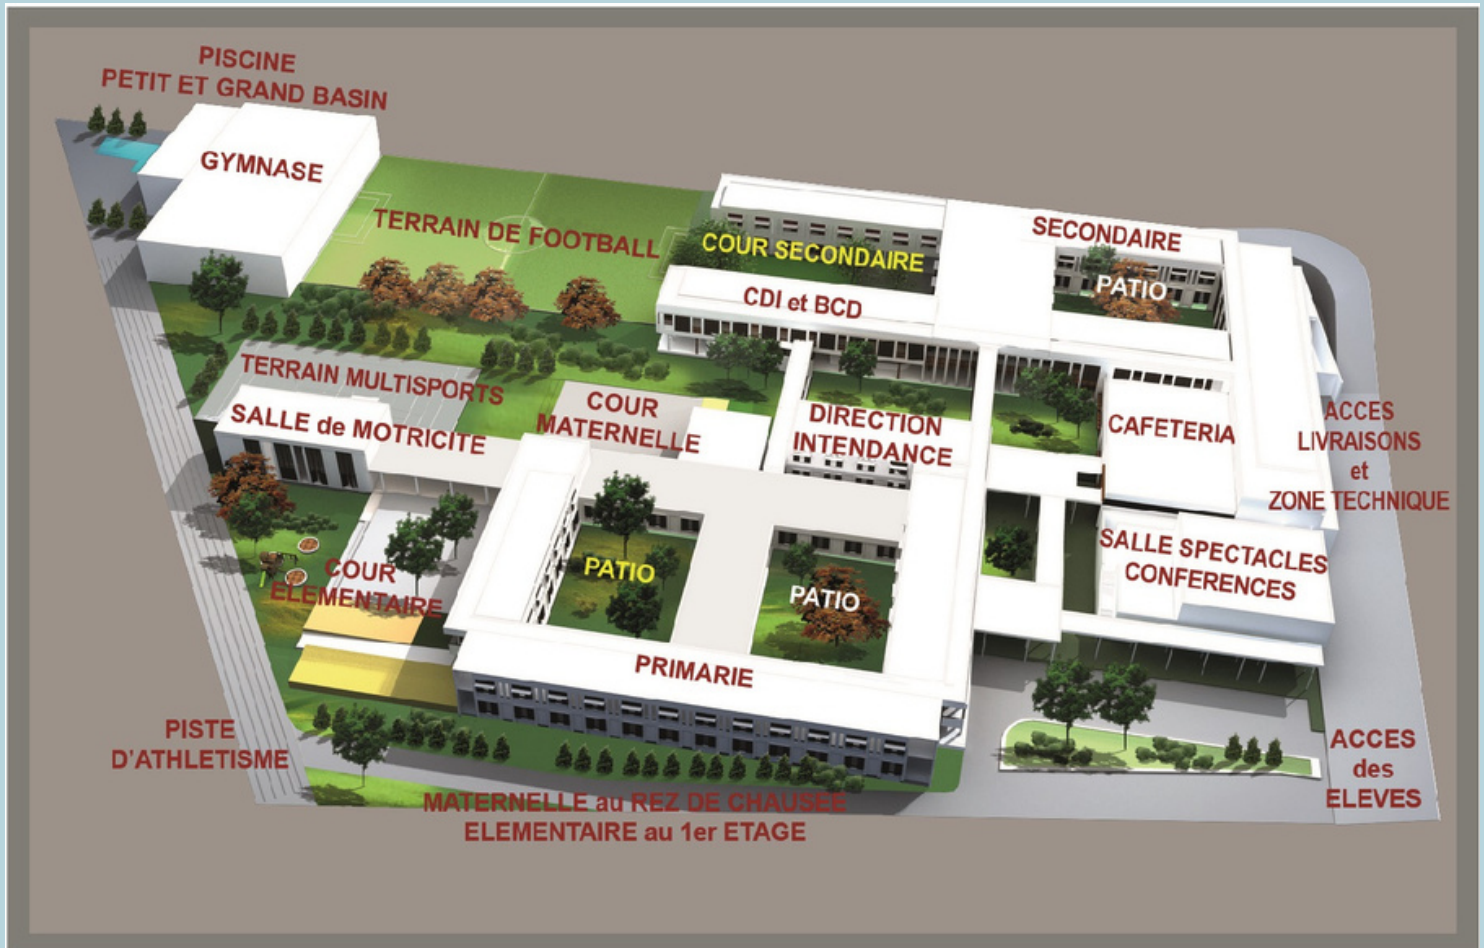 PISCINE
PETIT ET GRAND BASIN
GYMNASE
TERRAIN DE FOOTBALL
COUR SECONDAIRE
SECONDAIRE
PATIO
CDI et BCD
TERRAIN MULTISPORTS
SALLE de MOTRICITE
COUR
MATERNELLE
DIRECTION
INTENDANCE
CAFETERIA
ACCES
LIVRAISONS
et
ZONE TECHNIQUE
SALLE SPECTACLES
CONFERENCES
COUR
ELEMENTAIRE
PATIO
PATIO
PRIMARIE
PISTE
D'ATHLETISME
ACCES
des
ELEVES
MATERNELLE au REZ DE CHAUSÉE
ELEMENTAIRE au 1er ETAGE